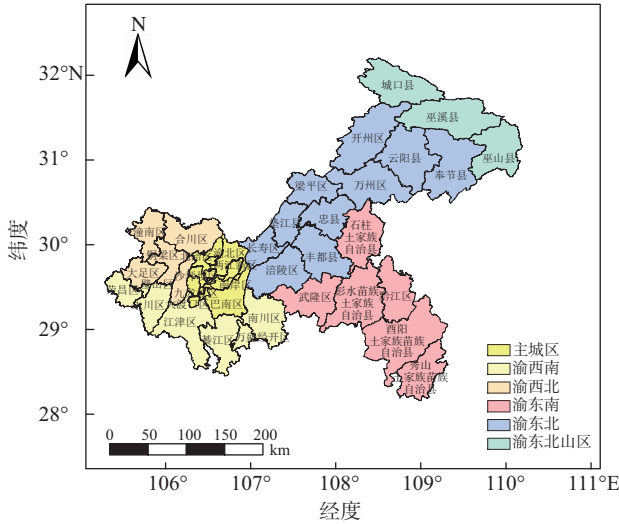 N
32°N
31°
30°
29°
28°
纬度
城口县
巫溪县
开州区
云阳县
巫山县
奉节县
梁平区
万州区
垫江县
忠县
石柱
土家族
自治县
潼南区
合川区
渝北区
长寿区
丰都县
涪陵区
大足区
武隆区
彭水苗族
土家族
自治县
黔江区
巴南区
南川区
江津区
酉阳
土家族苗族
自治县
綦江区
万盛经开区
秀山
土家族苗族
自治县
主城区
渝西南
渝西北
渝东南
渝东北
渝东北山区
0 50 100 150 200
km
106°
107°
108°
109°
110°
111°E
经度